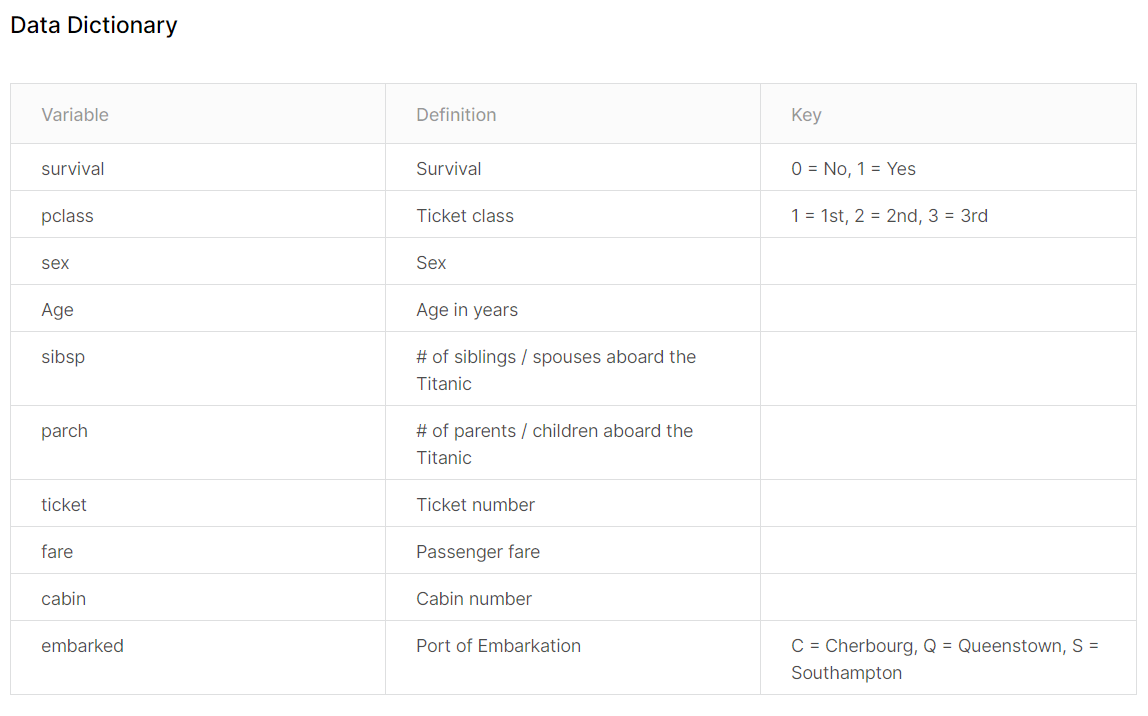 Data Dictionary
Variable Definition Key
survival Survival 0 = No, 1 = Yes
pclass Ticket class 1 = 1st, 2 = 2nd, 3 = 3rd
sex Sex
Age Age in years
sibsp # of siblings / spouses aboard the
Titanic
parch # of parents / children aboard the
Titanic
ticket Ticket number
fare Passenger fare
cabin Cabin number
embarked Port of Embarkation C = Cherbourg, Q = Queenstown, S =
Southampton